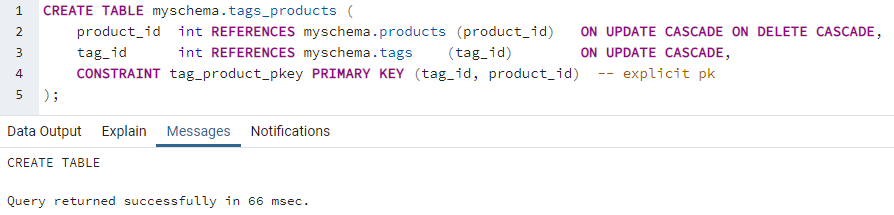 1 CREATE TABLE myschema.tags_products (
2 product_id int REFERENCES myschema.products (product_id) ON UPDATE CASCADE ON DELETE CASCADE,
3 tag_id int REFERENCES myschema.tags (tag_id) ON UPDATE CASCADE,
4 CONSTRAINT tag_product_pkey PRIMARY KEY (tag_id, product_id) -- explicit pk
5 );
Data Output Explain Messages Notifications
CREATE TABLE
Query returned successfully in 66 msec.